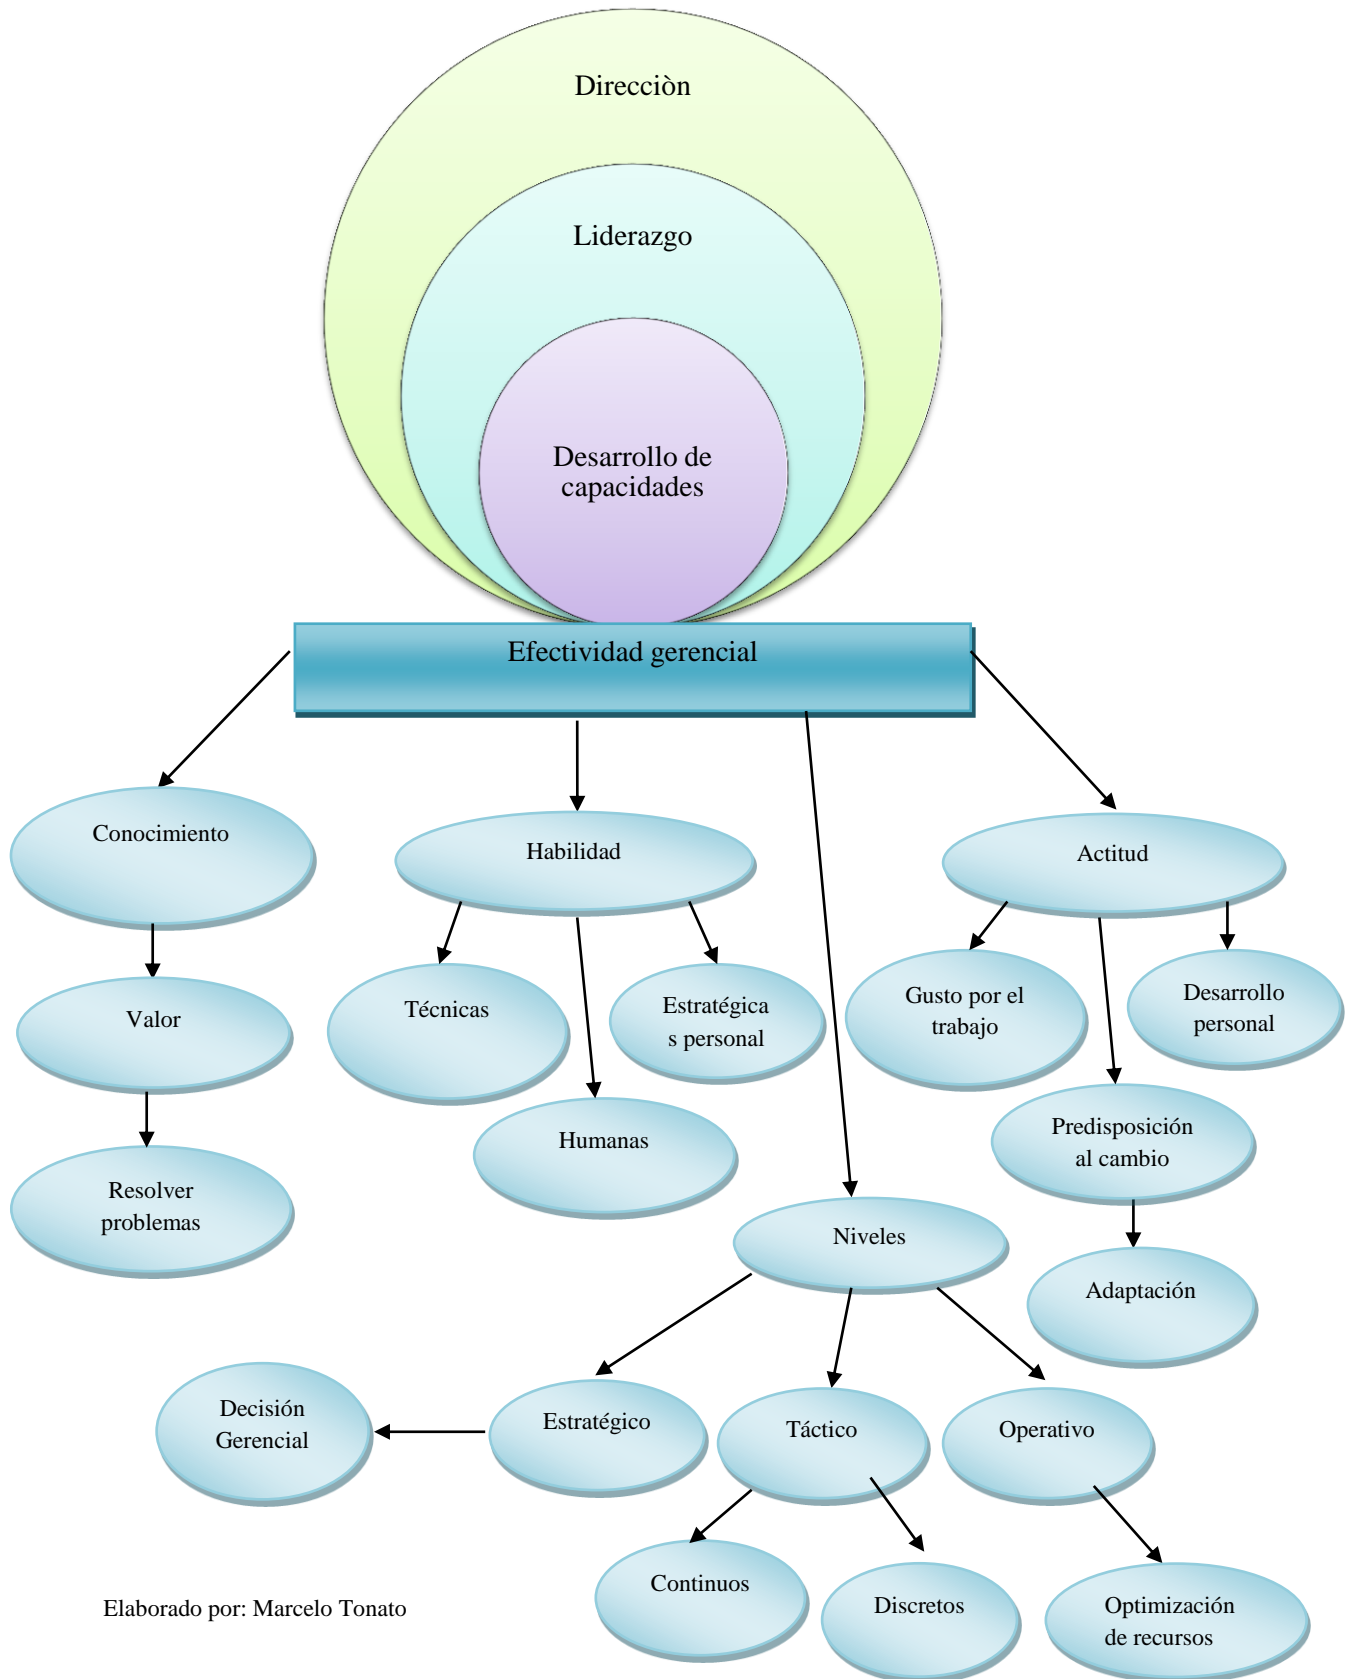 Direcciòn
Liderazgo
Desarrollo de
capacidades
Efectividad gerencial
Conocimiento
Habilidad
Actitud
Valor
Técnicas
Estratégica
s personal
Gusto por el
trabajo
Desarrollo
personal
Resolver
problemas
Humanas
Predisposición
al cambio
Niveles
Adaptación
Decisión
Gerencial
Estratégico
Táctico
Operativo
Continuos
Discretos
Optimización
de recursos
Elaborado por: Marcelo Tonato